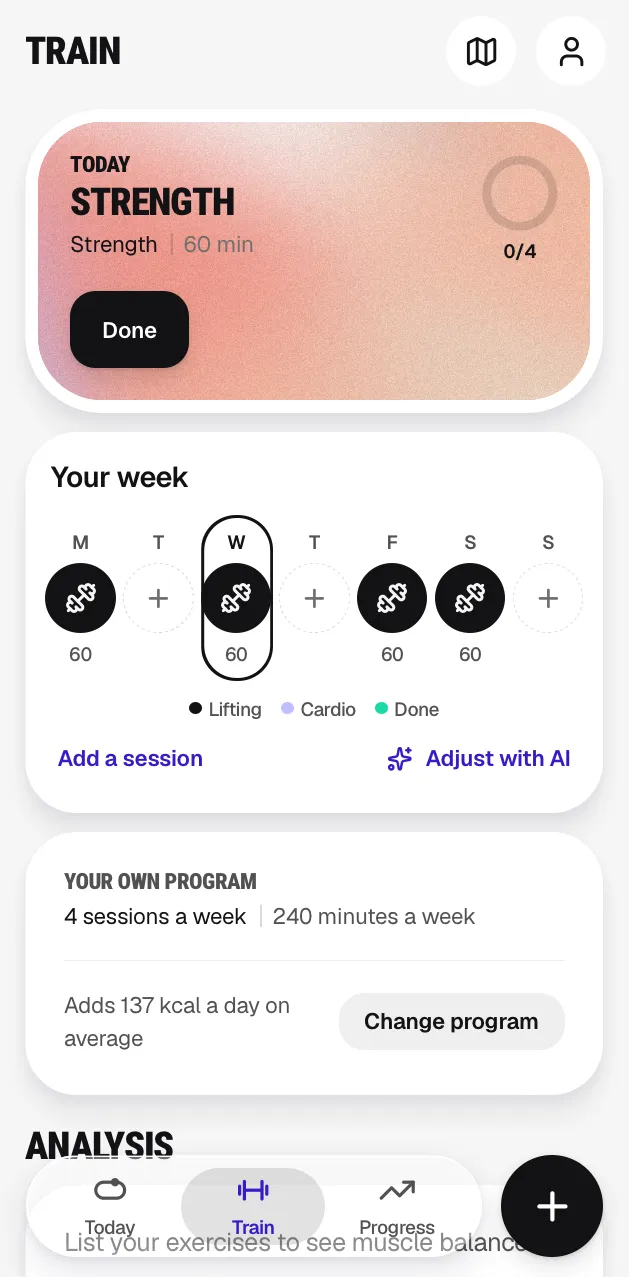 TRAIN
TODAY
STRENGTH
Strength | 60 min
0/4
Done
Your week
M T W T F S S
60 60 60 60
Lifting Cardio Done
Add a session Adjust with AI
YOUR OWN PROGRAM
4 sessions a week | 240 minutes a week
Adds 137 kcal a day on
average
Change program
ANALYSIS
Today Train Progress
List your exercises to see muscle balance